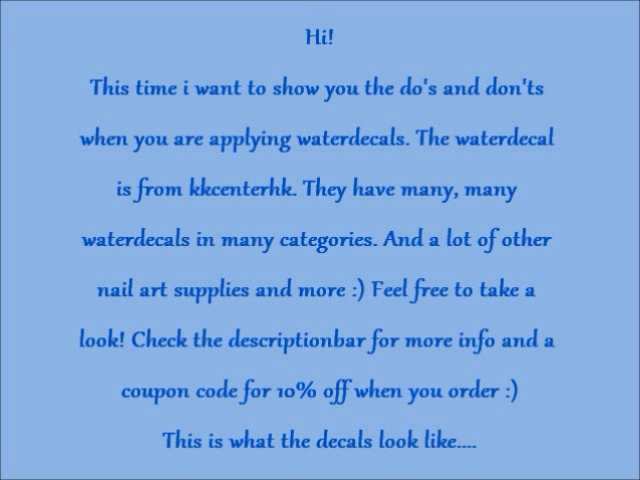 Hi!
This time i want to show you the do's and don'ts
when you are applying waterdecals. The waterdecal
is from kkcenterhk. They have many, many
waterdecals in many categories. And a lot of other
nail art supplies and more :) Feel free to take a
look! Check the descriptionbar for more info and a
coupon code for 10% off when you order :)
This is what the decals look like....